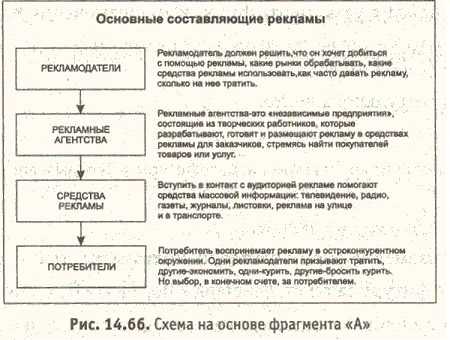 Основные составляющие рекламы
РЕКЛАМОДАТЕЛИ
Рекламодатель должен решить,что он хочет добиться
с помощью рекламы, какие рынки обрабатывать, какие
средства рекламы использовать,как часто давать рекламу,
сколько на нее тратить.
РЕКЛАМНЫЕ
АГЕНТСТВА
Рекламные агентства-это «независимые предприятия»,
состоящие из творческих работников, которые
разрабатывают, готовят и размещают рекламу в средствах
рекламы для заказчиков, стремясь найти покупателей
товаров или услуг.
СРЕДСТВА
РЕКЛАМЫ
Вступить в контакт с аудиторией рекламе помогают
средства массовой информации: телевидение, радио,
газеты, журналы, листовки, реклама на улице
и в транспорте.
ПОТРЕБИТЕЛИ
Потребитель воспринемает рекламу в остроконкурентном
окружении. Одни рекламодатели призывают тратить,
другие-экономить, одни-курить, другие-бросить курить.
Но выбор, в конечном счете, за потребителем.
Рис. 14.66. Схема на основе фрагмента «А»